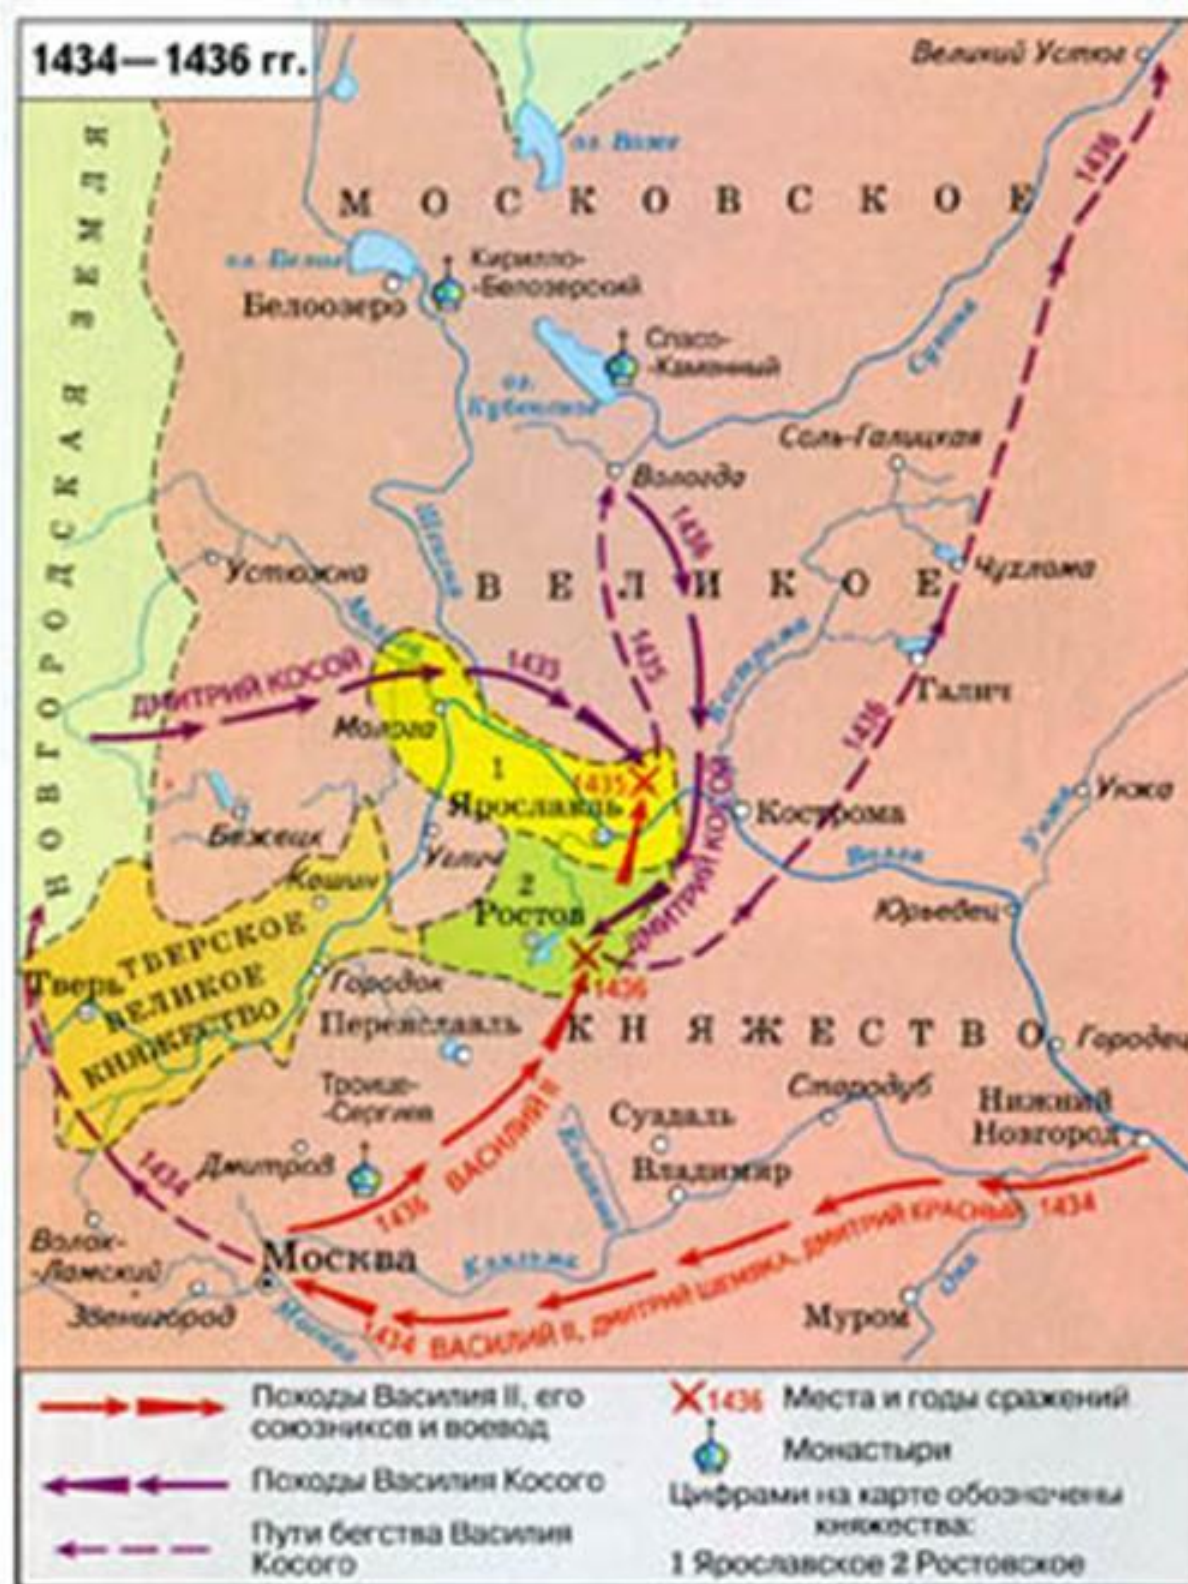 1434—1436 гг.
Великий Устюг
1436
НОВГОРОДСКАЯ ЗЕМЛЯ
оз. Воже
МОСКОВСКОЕ
оз. Белое
Белоозеро
Кирилло-
-Белозерский
Спасо-
-Каменный
оз.
Кубенское
Сухона
Соль-Галицкая
Вологда
1436
Шексна
Устюжна
Молога
ВЕЛИКОЕ
Чухлома
ДМИТРИЙ КОСОЙ
1435
1435
Кострома
Галич
Молога
1436
1
1435
Ярославль
Кострома
Унжа
Унжа
Бежецк
Углич
Кашин
Волга
2
Ростов
ДМИТРИЙ КОСОЙ
Юрьевец
ТВЕРСКОЕ
ВЕЛИКОЕ
КНЯЖЕСТВО
Тверь
Городок
1436
Переяславль
КНЯЖЕСТВО
Городец
Троице-
-Сергиев
Стародуб
Суздаль
Нижний
Новгород
ВАСИЛИЙ II
1434
Дмитров
Владимир
1436
Волок-
-Ламский
Москва
Клязьма
ВАСИЛИЙ II, ДМИТРИЙ ШЕМЯКА, ДМИТРИЙ КРАСНЫЙ 1434
Звенигород
Москва
1434
Муром
Ока
Походы Василия II, его
союзников и воевод
Походы Василия Косого
Пути бегства Василия
Косого
1436 Места и годы сражений
Монастыри
Цифрами на карте обозначены
княжества:
1 Ярославское 2 Ростовское